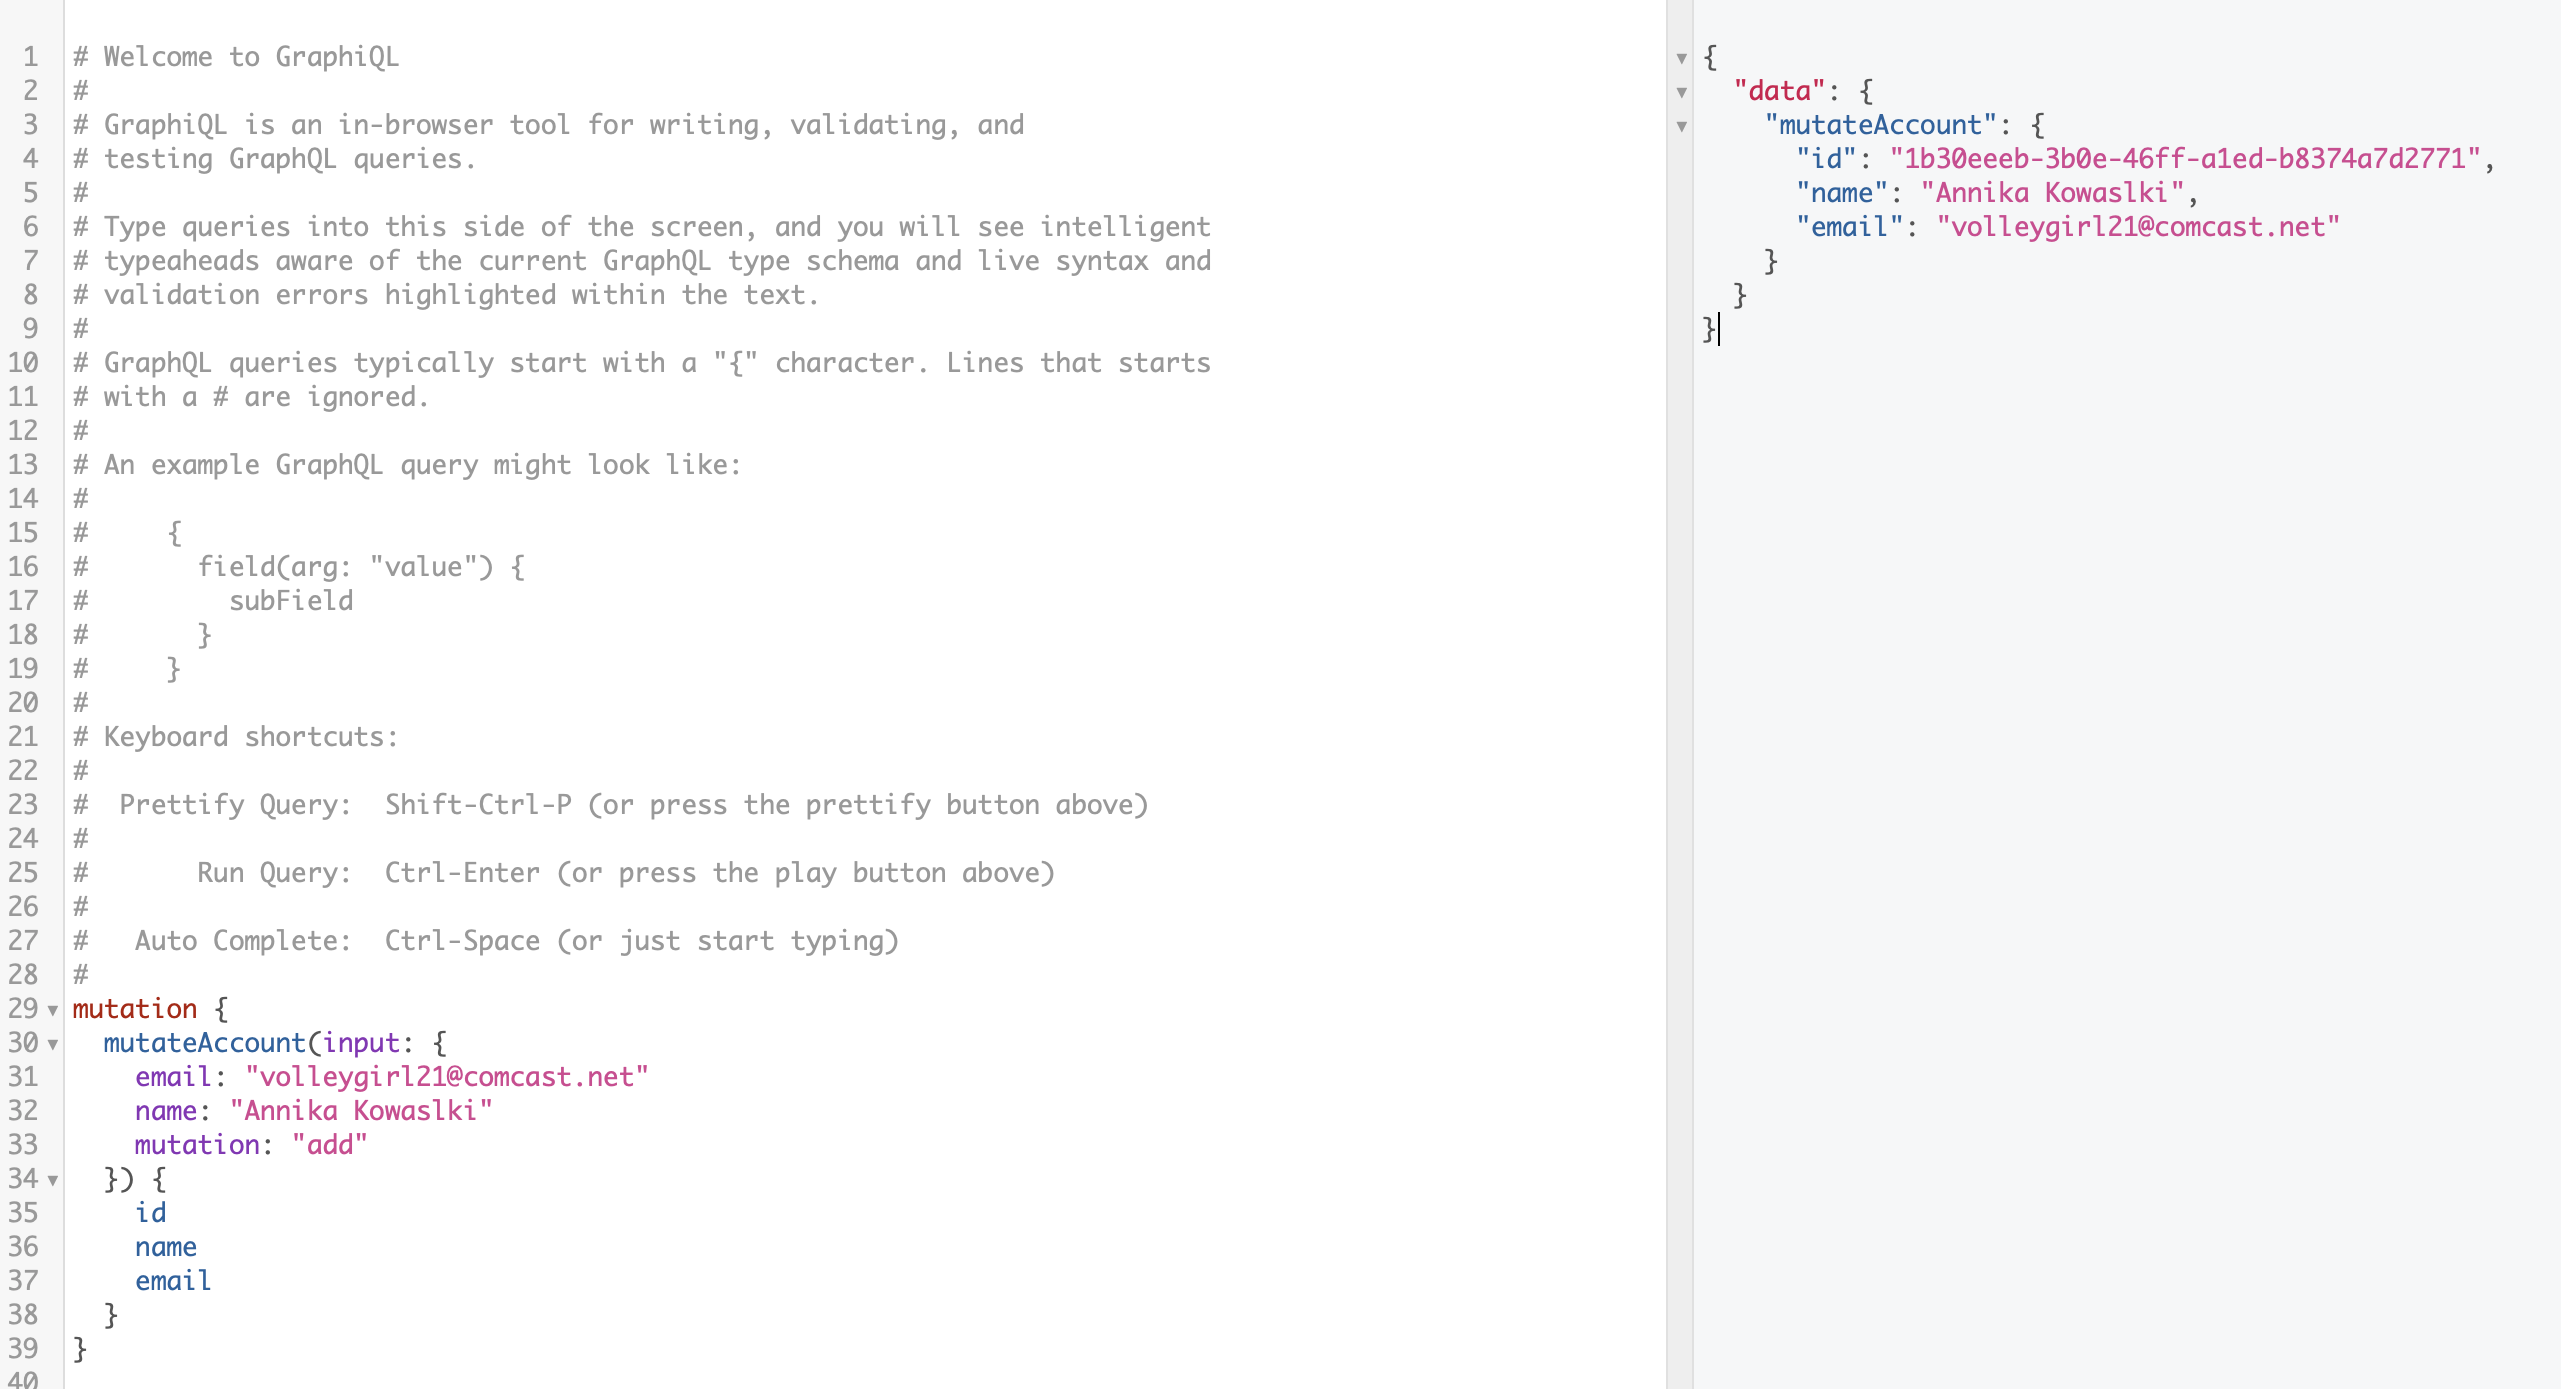 1 # Welcome to GraphiQL
2 #
3 # GraphiQL is an in-browser tool for writing, validating, and
4 # testing GraphQL queries.
5 #
6 # Type queries into this side of the screen, and you will see intelligent
7 # typeaheads aware of the current GraphQL type schema and live syntax and
8 # validation errors highlighted within the text.
9 #
10 # GraphQL queries typically start with a "{" character. Lines that starts
11 # with a # are ignored.
12 #
13 # An example GraphQL query might look like:
14 #
15 #     {
16 #       field(arg: "value") {
17 #         subField
18 #       }
19 #     }
20 #
21 # Keyboard shortcuts:
22 #
23 #  Prettify Query:  Shift-Ctrl-P (or press the prettify button above)
24 #
25 #       Run Query:  Ctrl-Enter (or press the play button above)
26 #
27 #   Auto Complete:  Ctrl-Space (or just start typing)
28 #
29 mutation {
30   mutateAccount(input: {
31     email: "volleygirl21@comcast.net"
32     name: "Annika Kowaslki"
33     mutation: "add"
34   }) {
35     id
36     name
37     email
38   }
39 }
40
{
  "data": {
    "mutateAccount": {
      "id": "1b30eeeb-3b0e-46ff-a1ed-b8374a7d2771",
      "name": "Annika Kowaslki",
      "email": "volleygirl21@comcast.net"
    }
  }
}